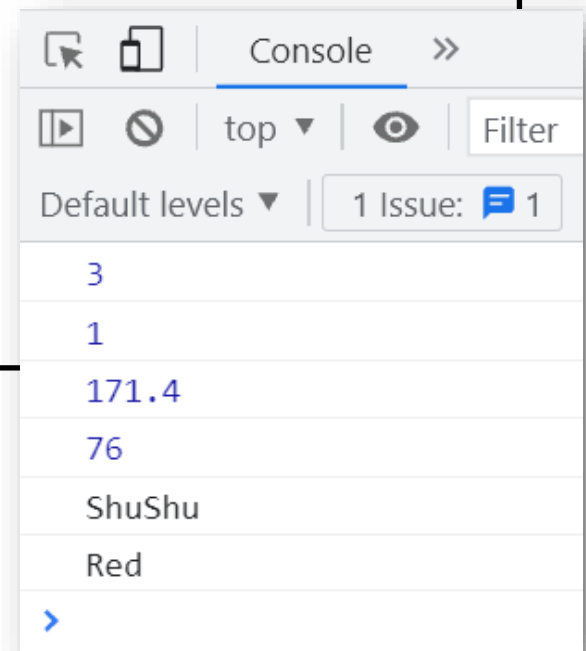 Console
top Filter
Default levels 1 Issue: 1
3
1
171.4
76
ShuShu
Red